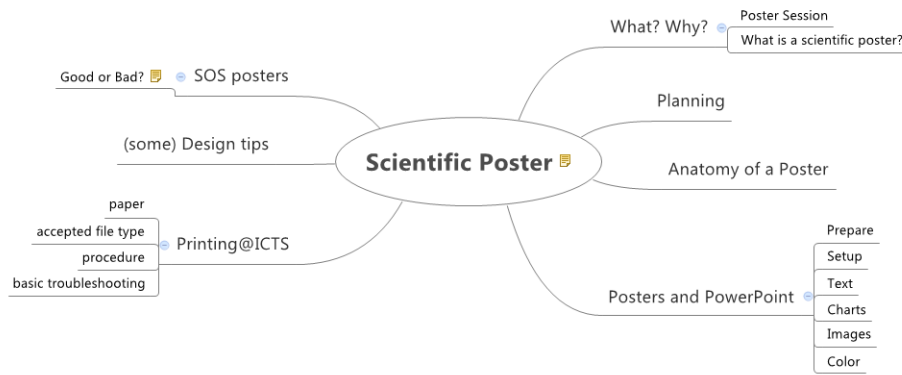 What? Why?
Poster Session
What is a scientific poster?
Planning
Anatomy of a Poster
Posters and PowerPoint
Prepare
Setup
Text
Charts
Images
Color
Scientific Poster
SOS posters
Good or Bad?
(some) Design tips
Printing@ICTS
paper
accepted file type
procedure
basic troubleshooting